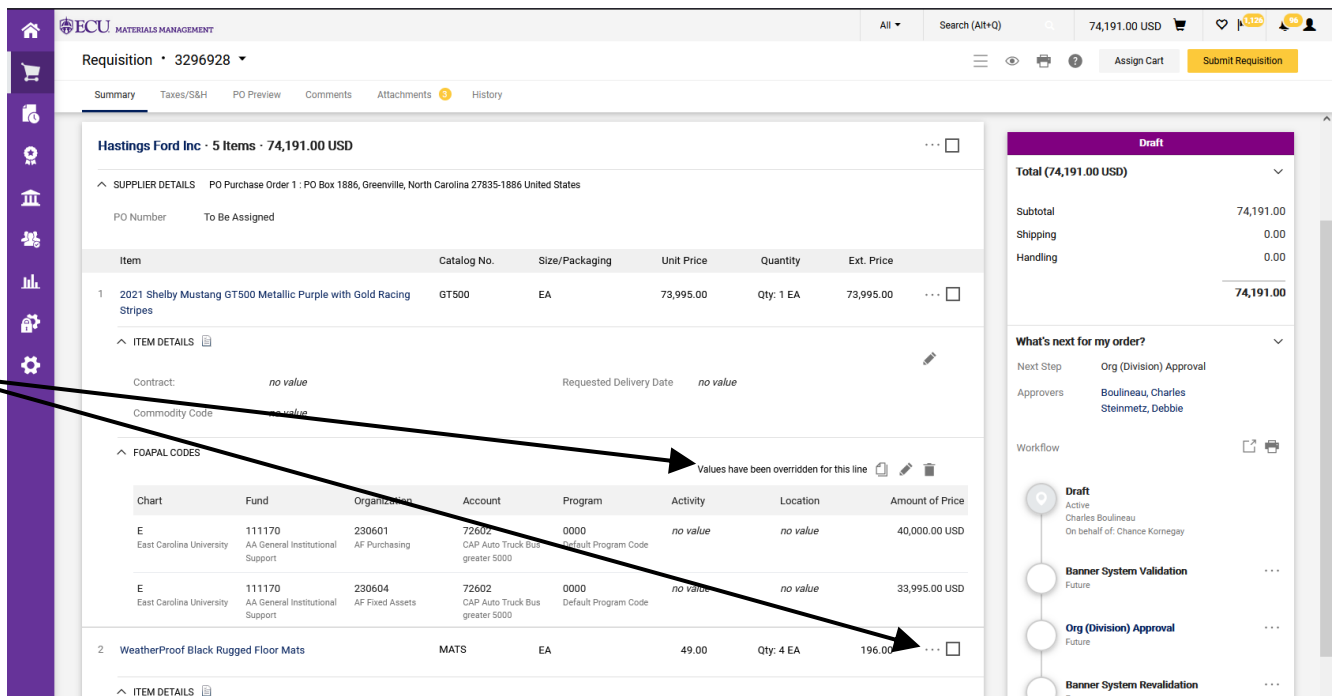 ECU MATERIALS MANAGEMENT
All
Search (Alt+Q)
74,191.00 USD
1,126
96
Requisition • 3296928
Assign Cart
Submit Requisition
Summary
Taxes/S&H
PO Preview
Comments
Attachments 3
History
Hastings Ford Inc · 5 Items · 74,191.00 USD
...
SUPPLIER DETAILS PO Purchase Order 1 : PO Box 1886, Greenville, North Carolina 27835-1886 United States
PO Number To Be Assigned
Item Catalog No. Size/Packaging Unit Price Quantity Ext. Price
1 2021 Shelby Mustang GT500 Metallic Purple with Gold Racing GT500 EA 73,995.00 Qty: 1 EA 73,995.00 ...
Stripes
ITEM DETAILS
Contract: no value Requested Delivery Date no value
Commodity Code no value
FOAPAL CODES
Values have been overridden for this line
Chart Fund Organization Account Program Activity Location Amount of Price
E 111170 230601 72602 0000 no value no value 40,000.00 USD
East Carolina University AA General Institutional AF Purchasing CAP Auto Truck Bus Default Program Code
Support greater 5000
E 111170 230604 72602 0000 no value no value 33,995.00 USD
East Carolina University AA General Institutional AF Fixed Assets CAP Auto Truck Bus Default Program Code
Support greater 5000
2 WeatherProof Black Rugged Floor Mats MATS EA 49.00 Qty: 4 EA 196.00 ...
ITEM DETAILS
Draft
Total (74,191.00 USD)
Subtotal 74,191.00
Shipping 0.00
Handling 0.00
74,191.00
What's next for my order?
Next Step Org (Division) Approval
Approvers Boulineau, Charles
Steinmetz, Debbie
Workflow
Draft
Active
Charles Boulineau
On behalf of: Chance Kornegay
Banner System Validation ...
Future
Org (Division) Approval ...
Future
Banner System Revalidation ...